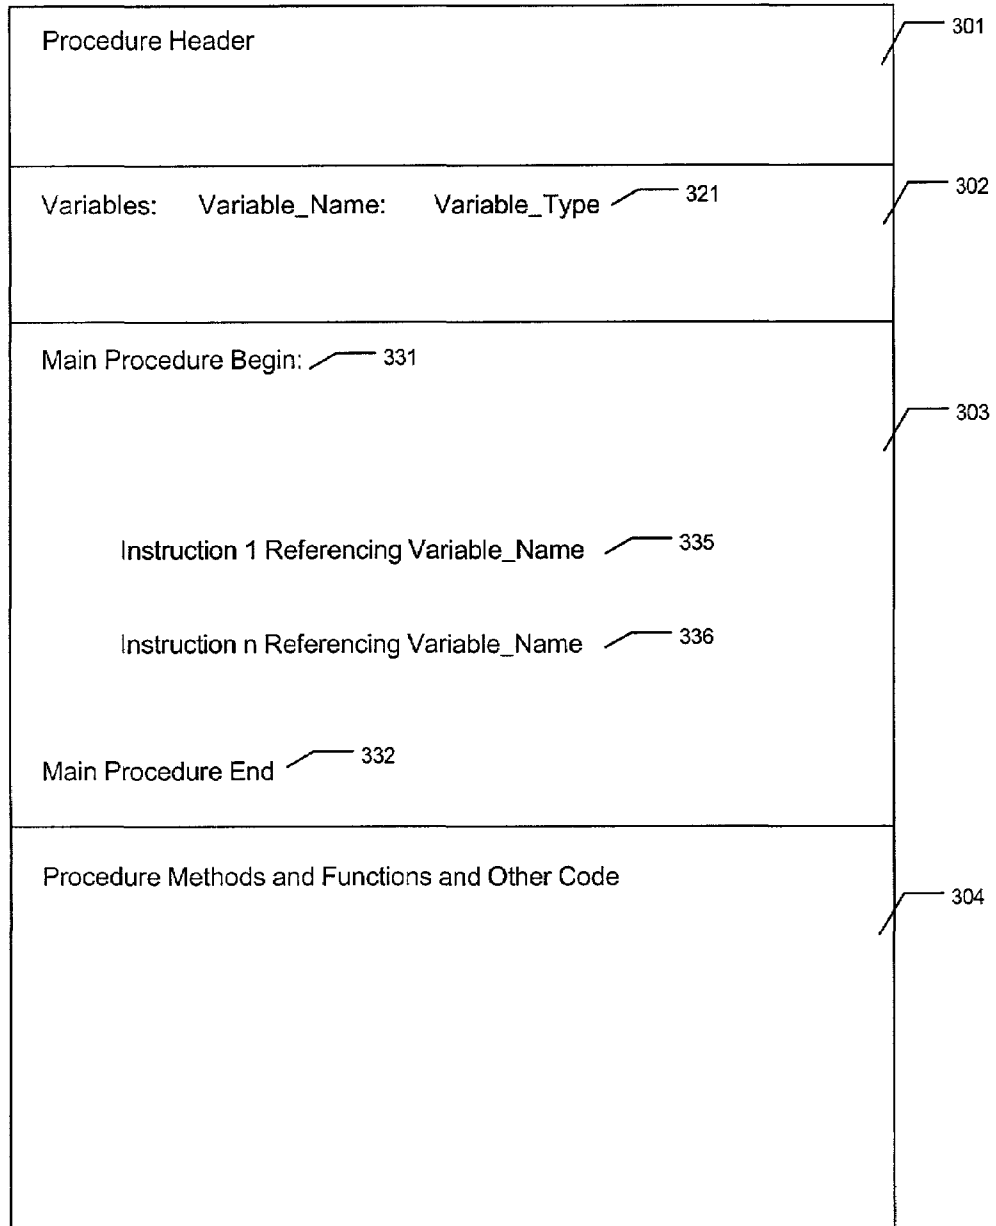 Procedure Header
301
Variables: Variable_Name: Variable_Type 321
302
Main Procedure Begin: 331
303
Instruction 1 Referencing Variable_Name 335
Instruction n Referencing Variable_Name 336
Main Procedure End 332
Procedure Methods and Functions and Other Code
304